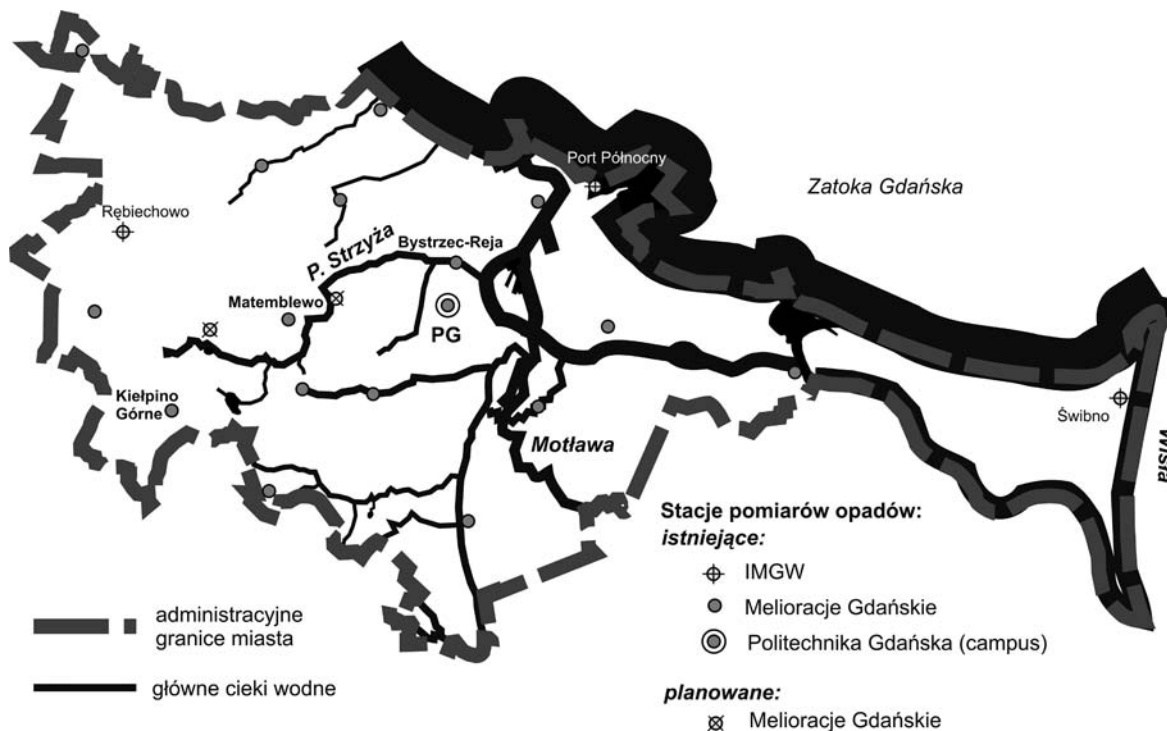 Port Północny
Zatoka Gdańska
Rębiechowo
P. Strzyża
Bystrzec-Reja
Matemblewo
PG
Kiełpino
Górne
Świbno
Wisła
Motława
Stacje pomiarów opadów:
istniejące:
IMGW
Melioracje Gdańskie
Politechnika Gdańska (campus)
planowane:
Melioracje Gdańskie
administracyjne
granice miasta
główne cieki wodne